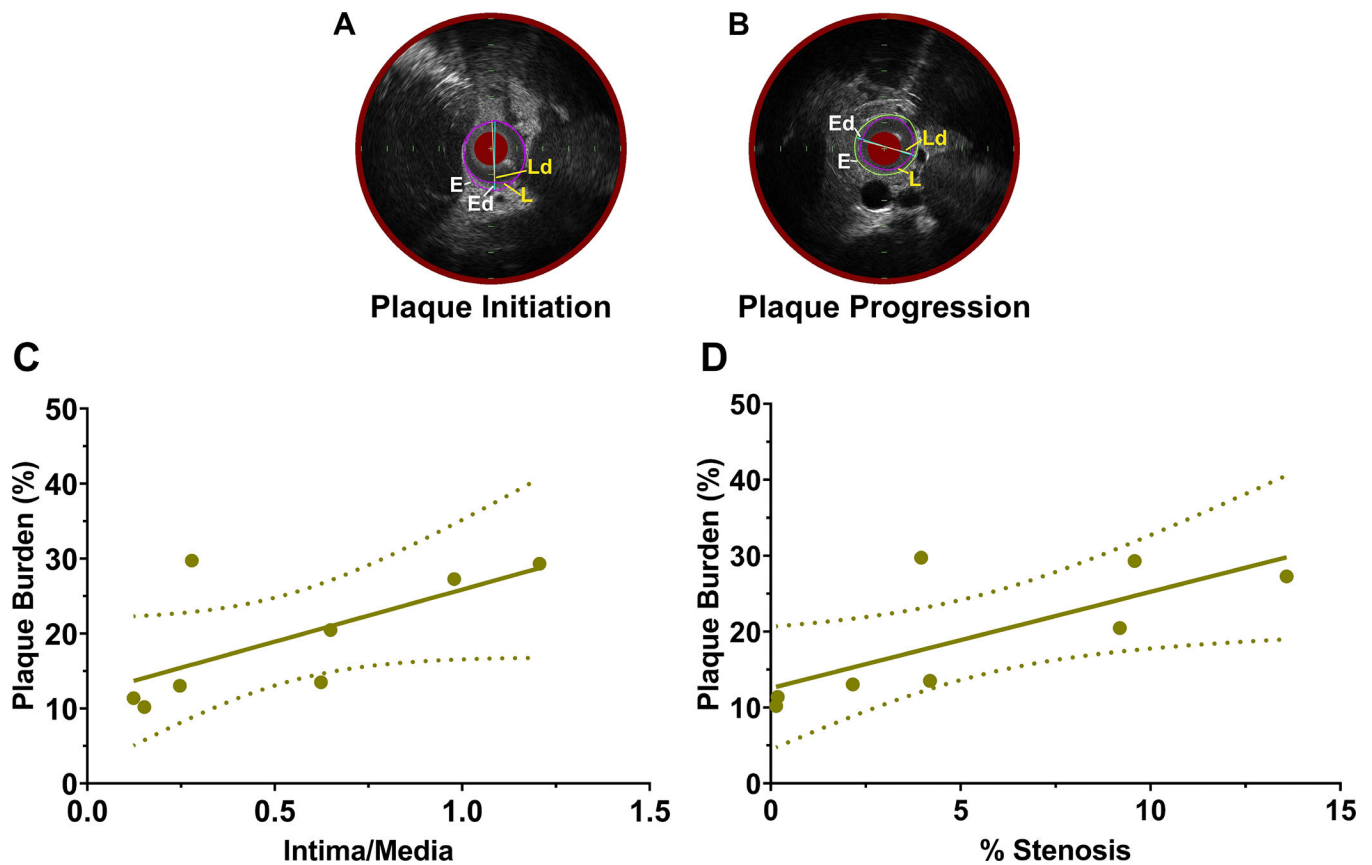 A
B
E
Ed
Ld
L
Ed
E
Ld
L
Plaque Initiation
Plaque Progression
C
Plaque Burden (%)
50
40
30
20
10
0
0.0
0.5
1.0
1.5
Intima/Media
D
Plaque Burden (%)
50
40
30
20
10
0
0
5
10
15
% Stenosis